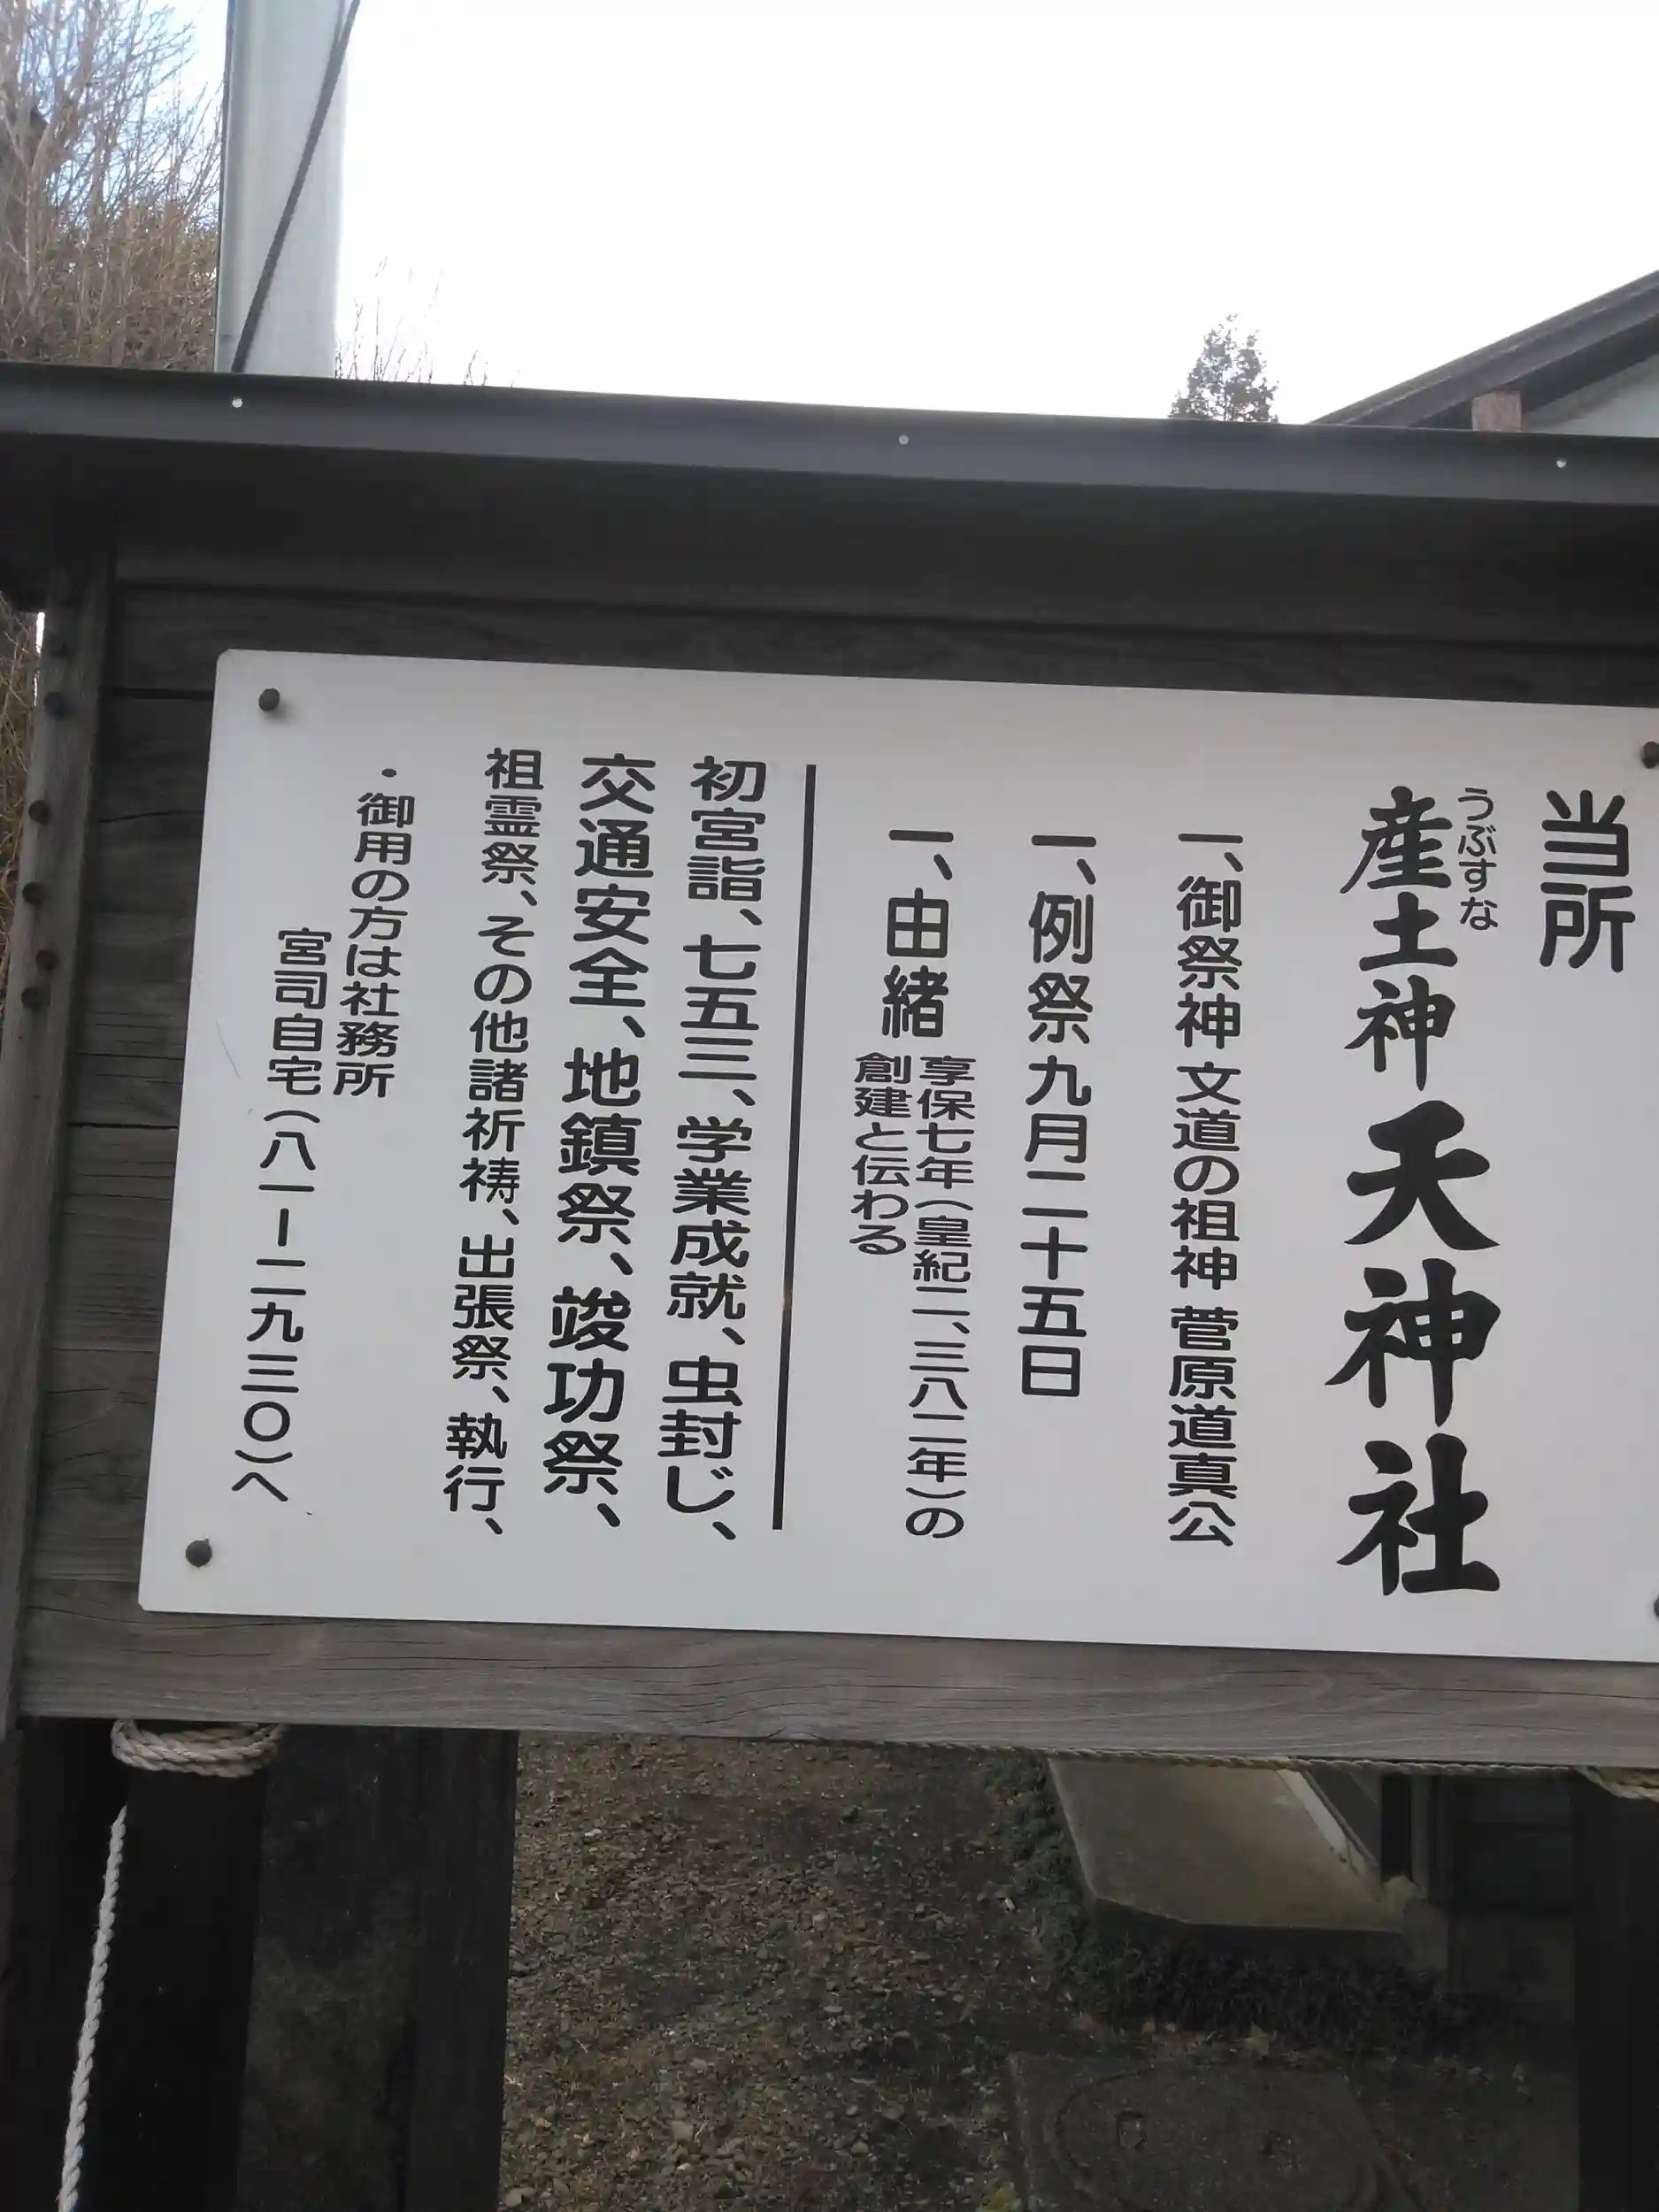 当所
うぶすな
産土神 天神社
一、御祭神 文道の祖神 菅原道真公
一、例祭 九月二十五日
一、由緒 享保七年(皇紀二、三八二年)の
創建と伝わる
初宮詣、七五三、学業成就、虫封じ、
交通安全、地鎮祭、竣功祭、
祖霊祭、その他諸祈祷、出張祭、執行、
・御用の方は社務所
宮司自宅(八一ー二九三〇)へ